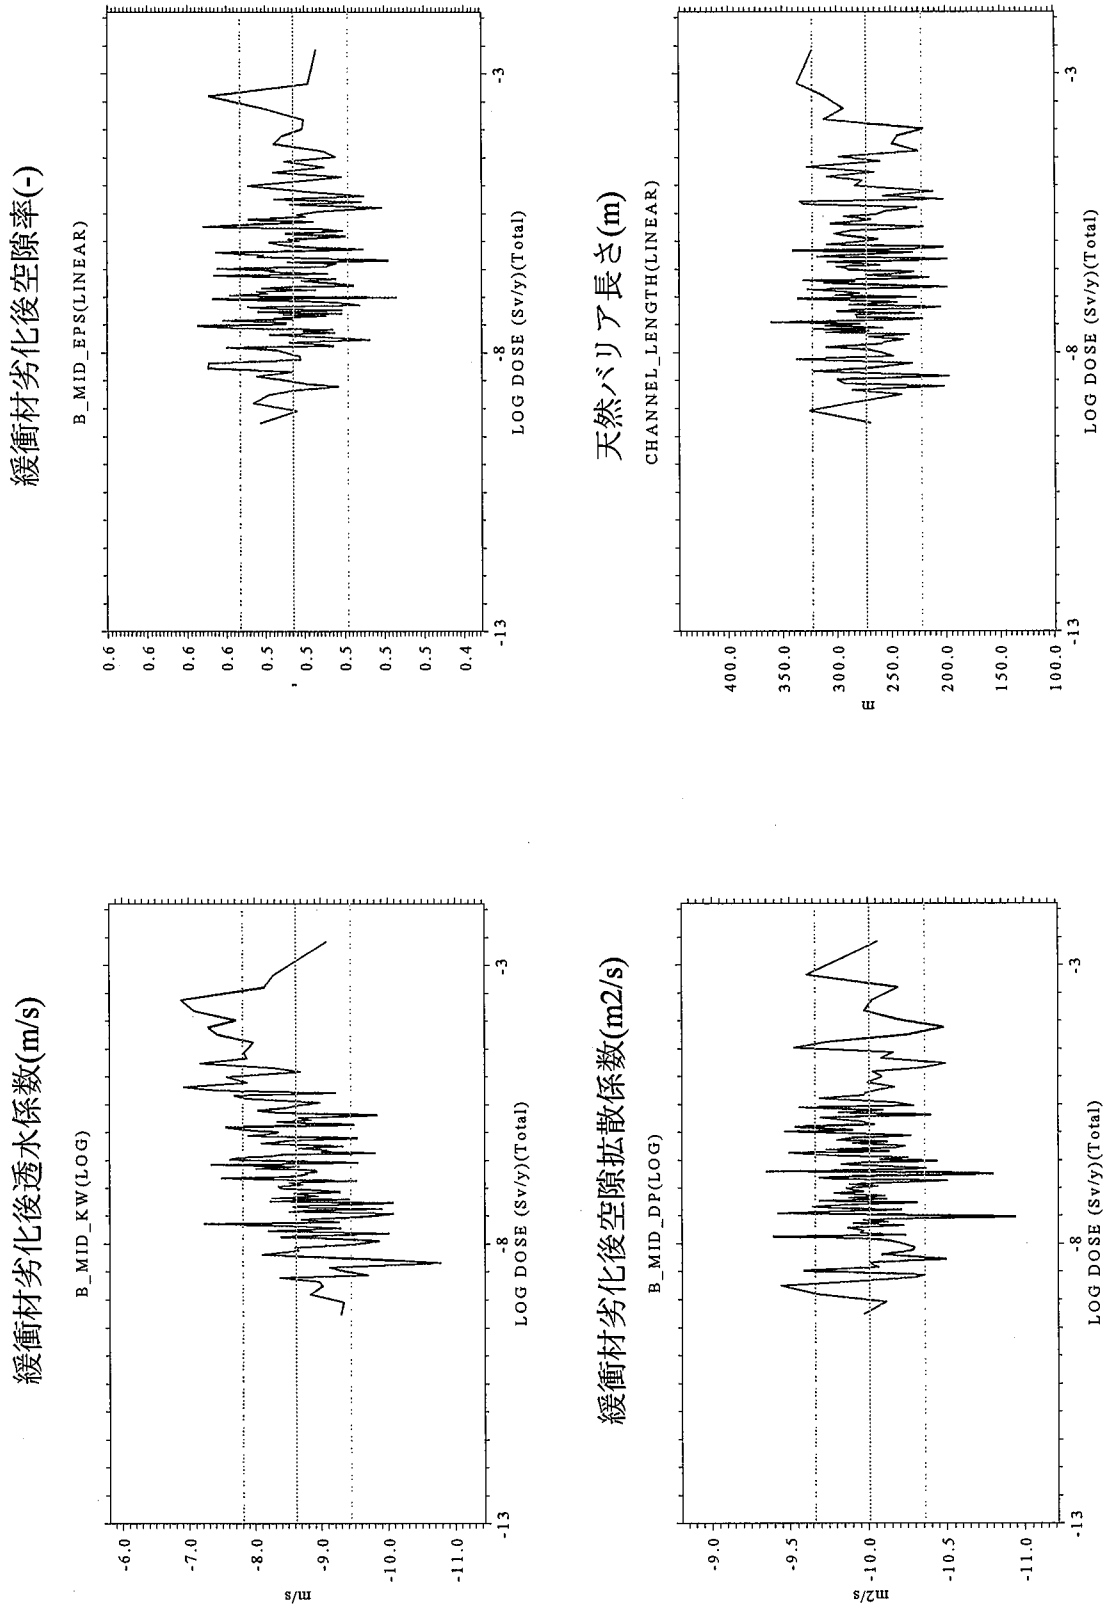 緩衝材劣化後透水係数(m/s)
B_MID_KW(LOG)
-6.0
-7.0
-8.0
-9.0
-10.0
-11.0
m/s
-13
-8
-3
LOG DOSE (Sv/y)(Total)
緩衝材劣化後空隙率(-)
B_MID_EPS(LINEAR)
0.6
0.6
0.6
0.6
0.5
0.5
0.5
0.5
0.5
0.4
-
-13
-8
-3
LOG DOSE (Sv/y)(Total)
緩衝材劣化後空隙拡散係数(m2/s)
B_MID_DP(LOG)
-9.0
-9.5
-10.0
-10.5
-11.0
m2/s
-13
-8
-3
LOG DOSE (Sv/y)(Total)
天然バリア長さ(m)
CHANNEL_LENGTH(LINEAR)
400.0
350.0
300.0
250.0
200.0
150.0
100.0
m
-13
-8
-3
LOG DOSE (Sv/y)(Total)